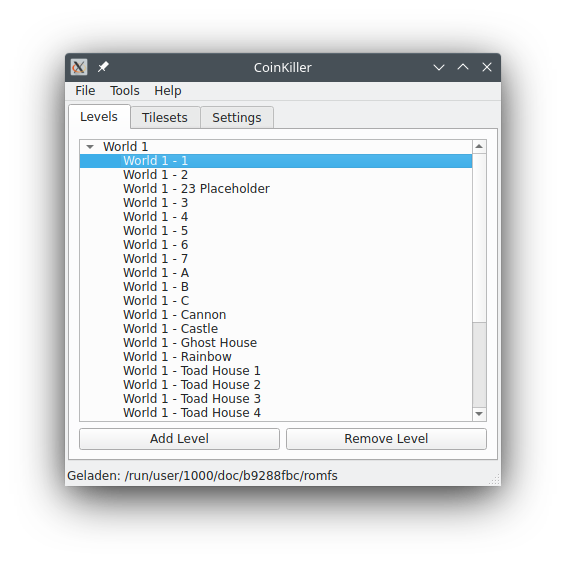 CoinKiller
File Tools Help
Levels Tilesets Settings
World 1
World 1 - 1
World 1 - 2
World 1 - 23 Placeholder
World 1 - 3
World 1 - 4
World 1 - 5
World 1 - 6
World 1 - 7
World 1 - A
World 1 - B
World 1 - C
World 1 - Cannon
World 1 - Castle
World 1 - Ghost House
World 1 - Rainbow
World 1 - Toad House 1
World 1 - Toad House 2
World 1 - Toad House 3
World 1 - Toad House 4
Add Level Remove Level
Geladen: /run/user/1000/doc/b9288fbc/romfs